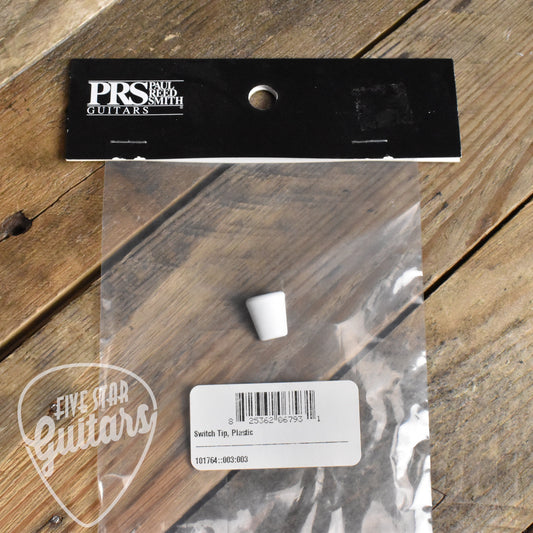 PRS PAUL
REED
SMITH
GUITARS
8 25362 06793 1
Switch Tip, Plastic
101764::003:003
FIVE STAR
Guitars